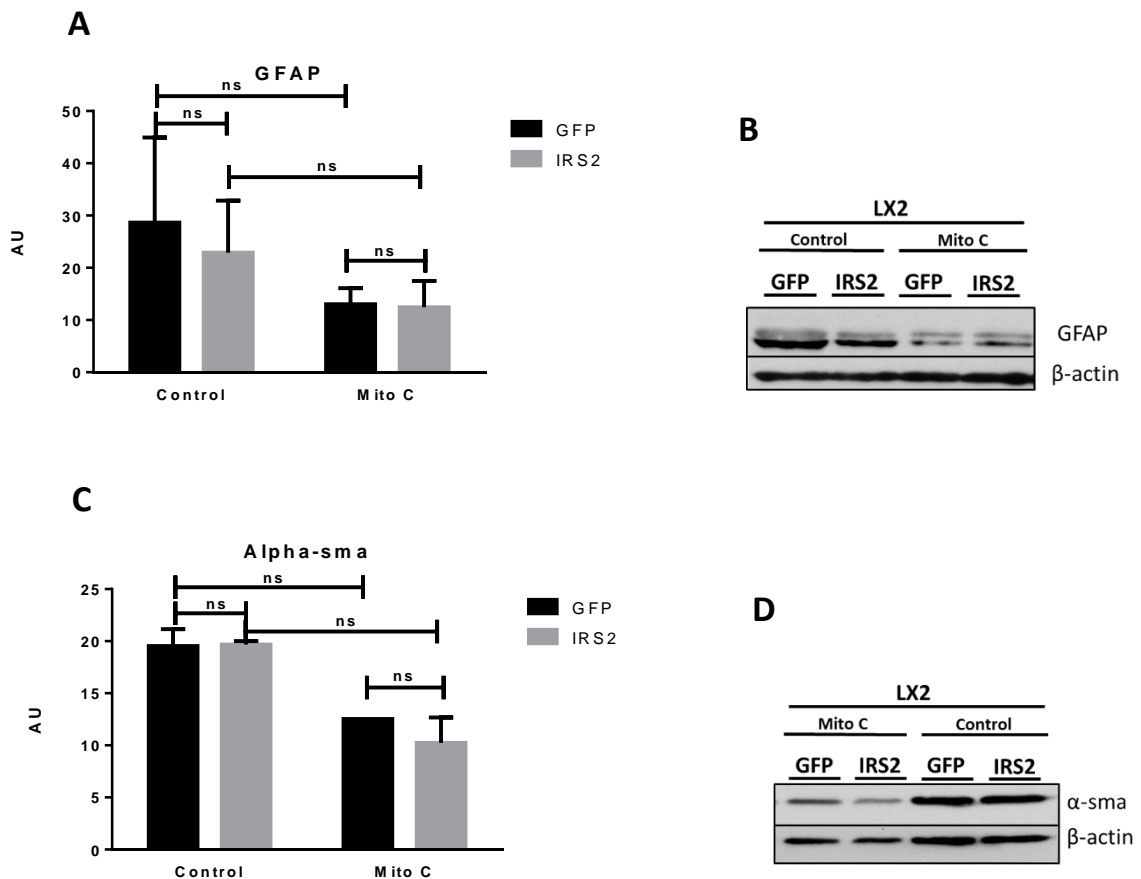 A
GFAP
ns
ns
ns
ns
50
40
30
20
10
0
AU
Control
Mito C
GFP
IRS2
B
LX2
Control Mito C
GFP IRS2 GFP IRS2
GFAP
β-actin
C
Alpha-sma
ns
ns
ns
ns
25
20
15
10
5
0
AU
Control
Mito C
GFP
IRS2
D
LX2
Mito C Control
GFP IRS2 GFP IRS2
α-sma
β-actin